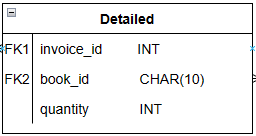 Detailed
FK1 invoice_id INT
FK2 book_id CHAR(10)
quantity INT